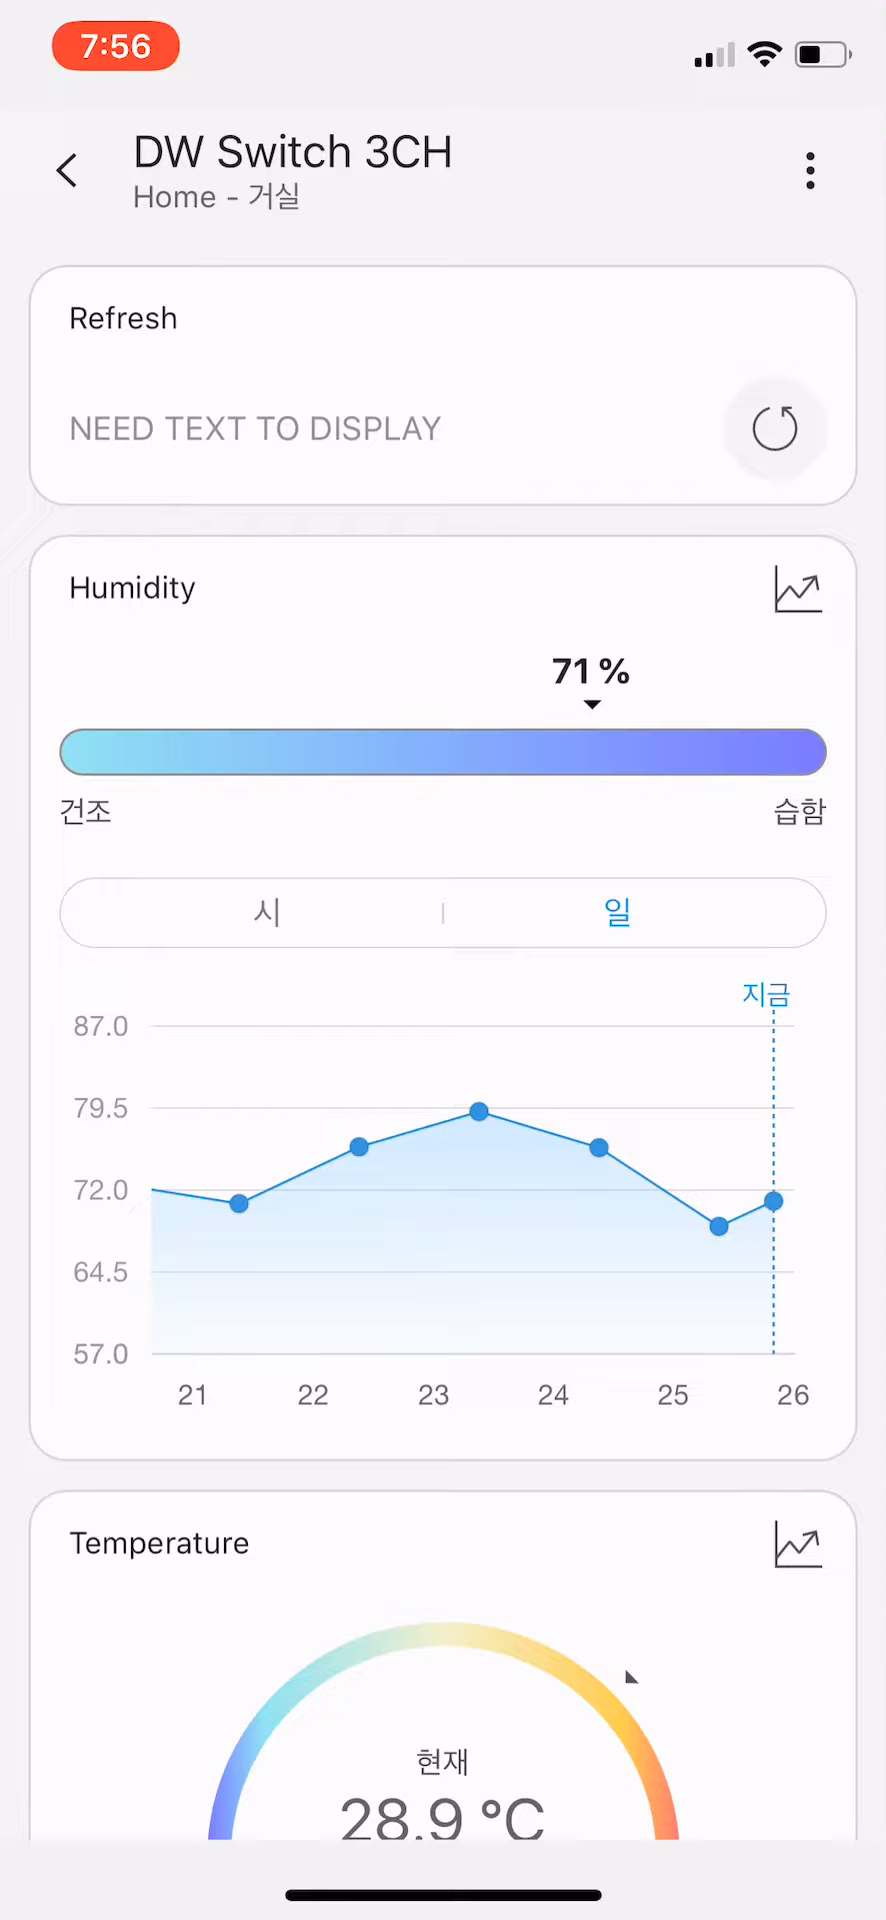 7:56
DW Switch 3CH
Home - 거실
Refresh
NEED TEXT TO DISPLAY
Humidity
71 %
건조
습함
시
일
지금
87.0
79.5
72.0
64.5
57.0
21 22 23 24 25 26
Temperature
현재
28.9 °C